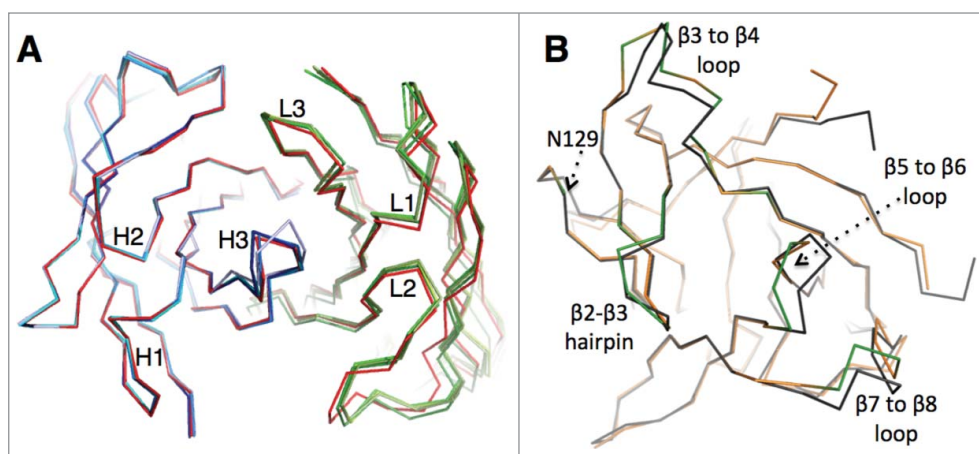 A
L3
L1
H2
H3
L2
H1
B
β3 to β4
loop
N129
β5 to β6
loop
β2-β3
hairpin
β7 to β8
loop